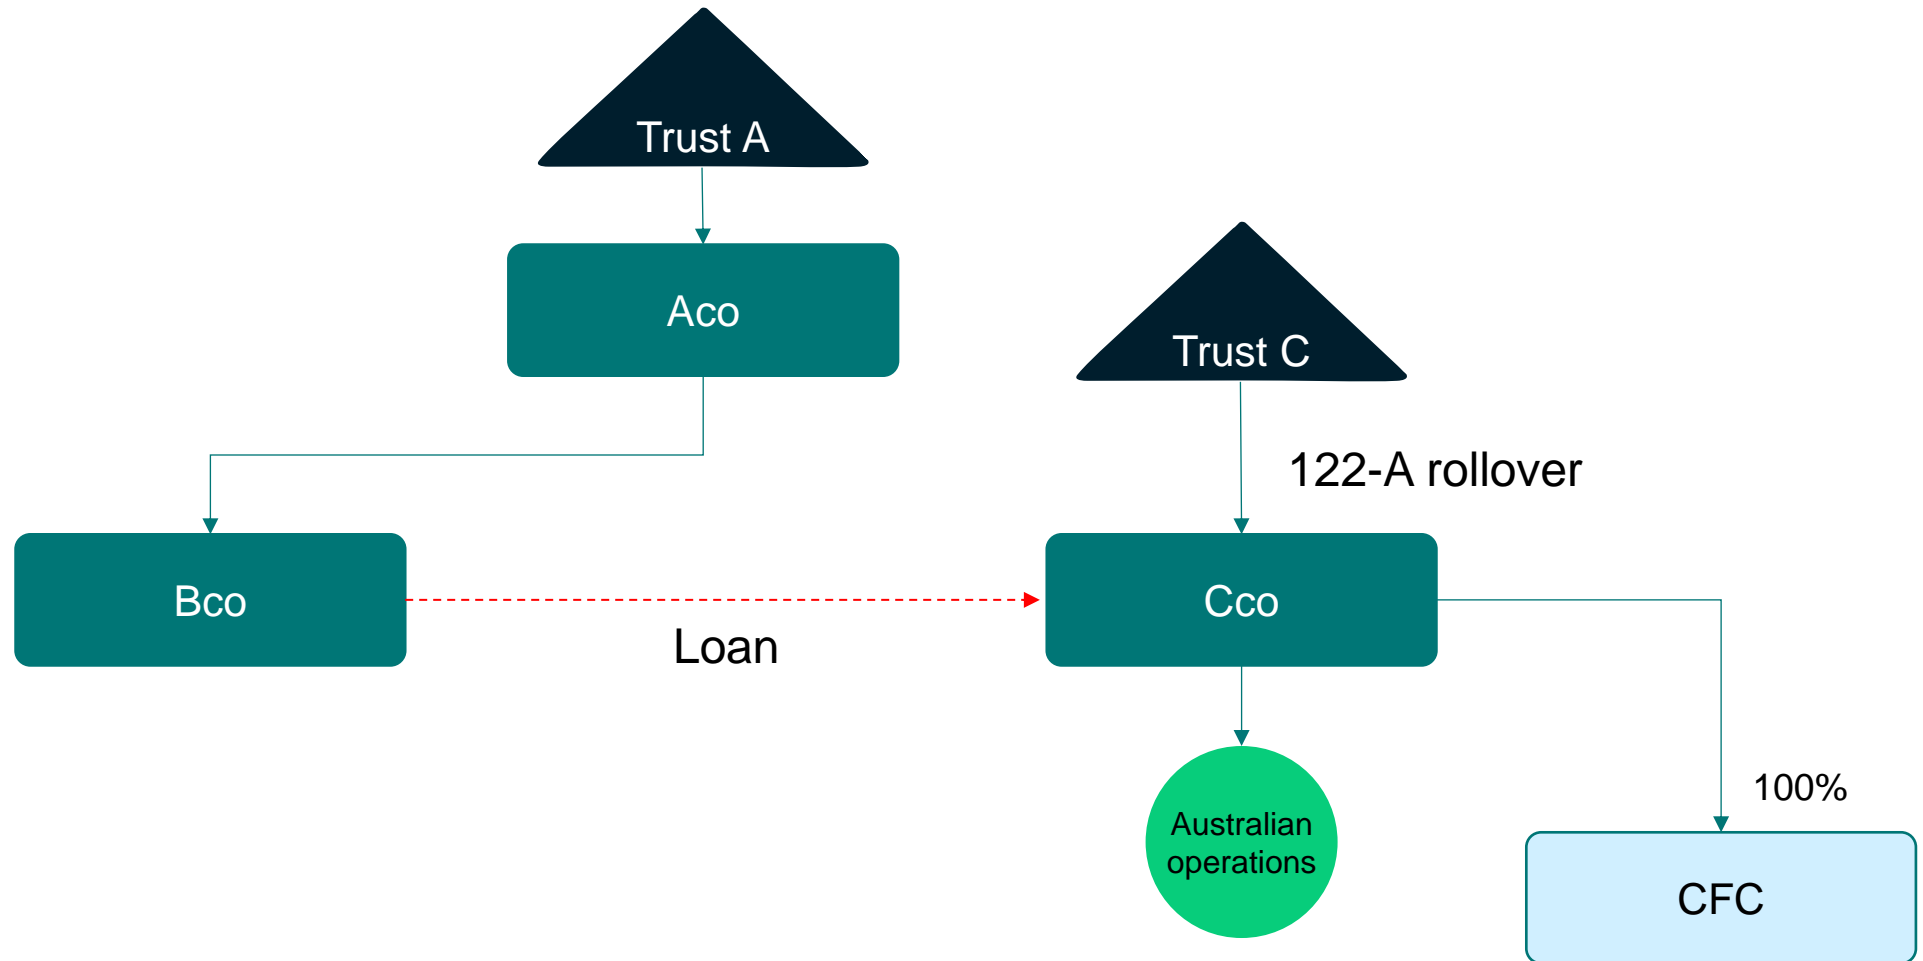 Trust A
Aco
Trust C
122-A rollover
Bco
Loan
Cco
Australian
operations
100%
CFC